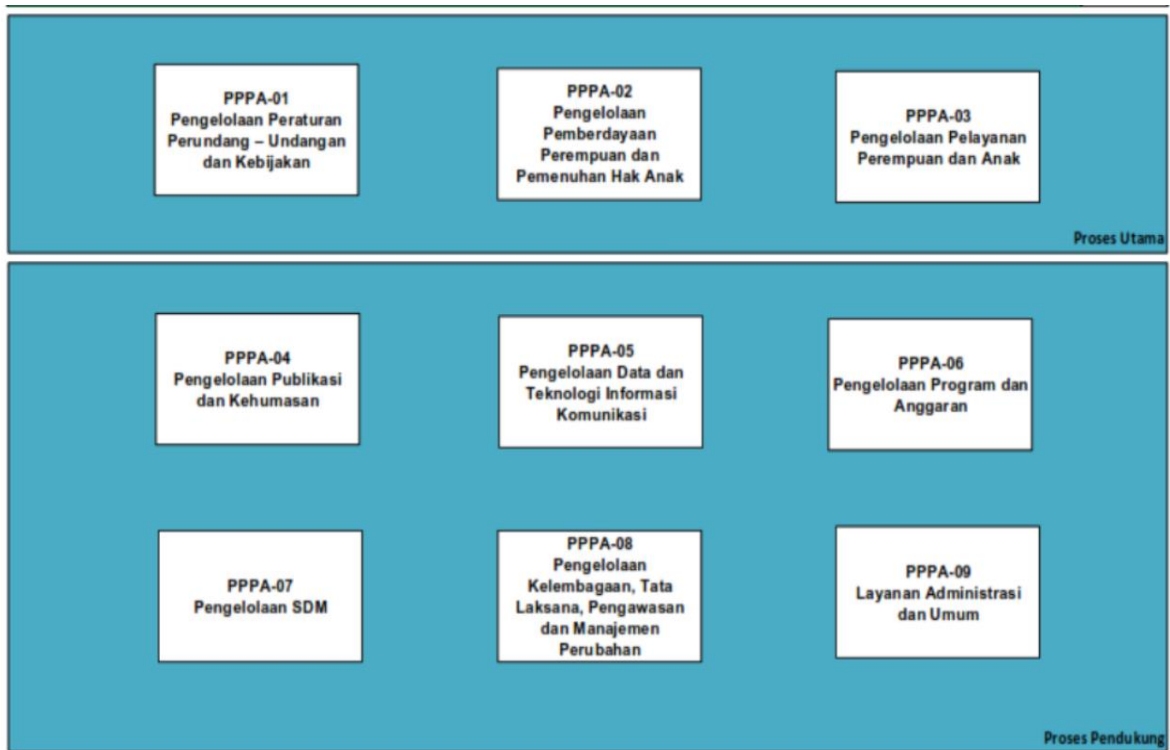 PPPA-01
Pengelolaan Peraturan
Perundang – Undangan
dan Kebijakan
PPPA-02
Pengelolaan
Pemberdayaan
Perempuan dan
Pemenuhan Hak Anak
PPPA-03
Pengelolaan Pelayanan
Perempuan dan Anak
Proses Utama
PPPA-04
Pengelolaan Publikasi
dan Kehumasan
PPPA-05
Pengelolaan Data dan
Teknologi Informasi
Komunikasi
PPPA-06
Pengelolaan Program dan
Anggaran
PPPA-07
Pengelolaan SDM
PPPA-08
Pengelolaan
Kelembagaan, Tata
Laksana, Pengawasan
dan Manajemen
Perubahan
PPPA-09
Layanan Administrasi
dan Umum
Proses Pendukung